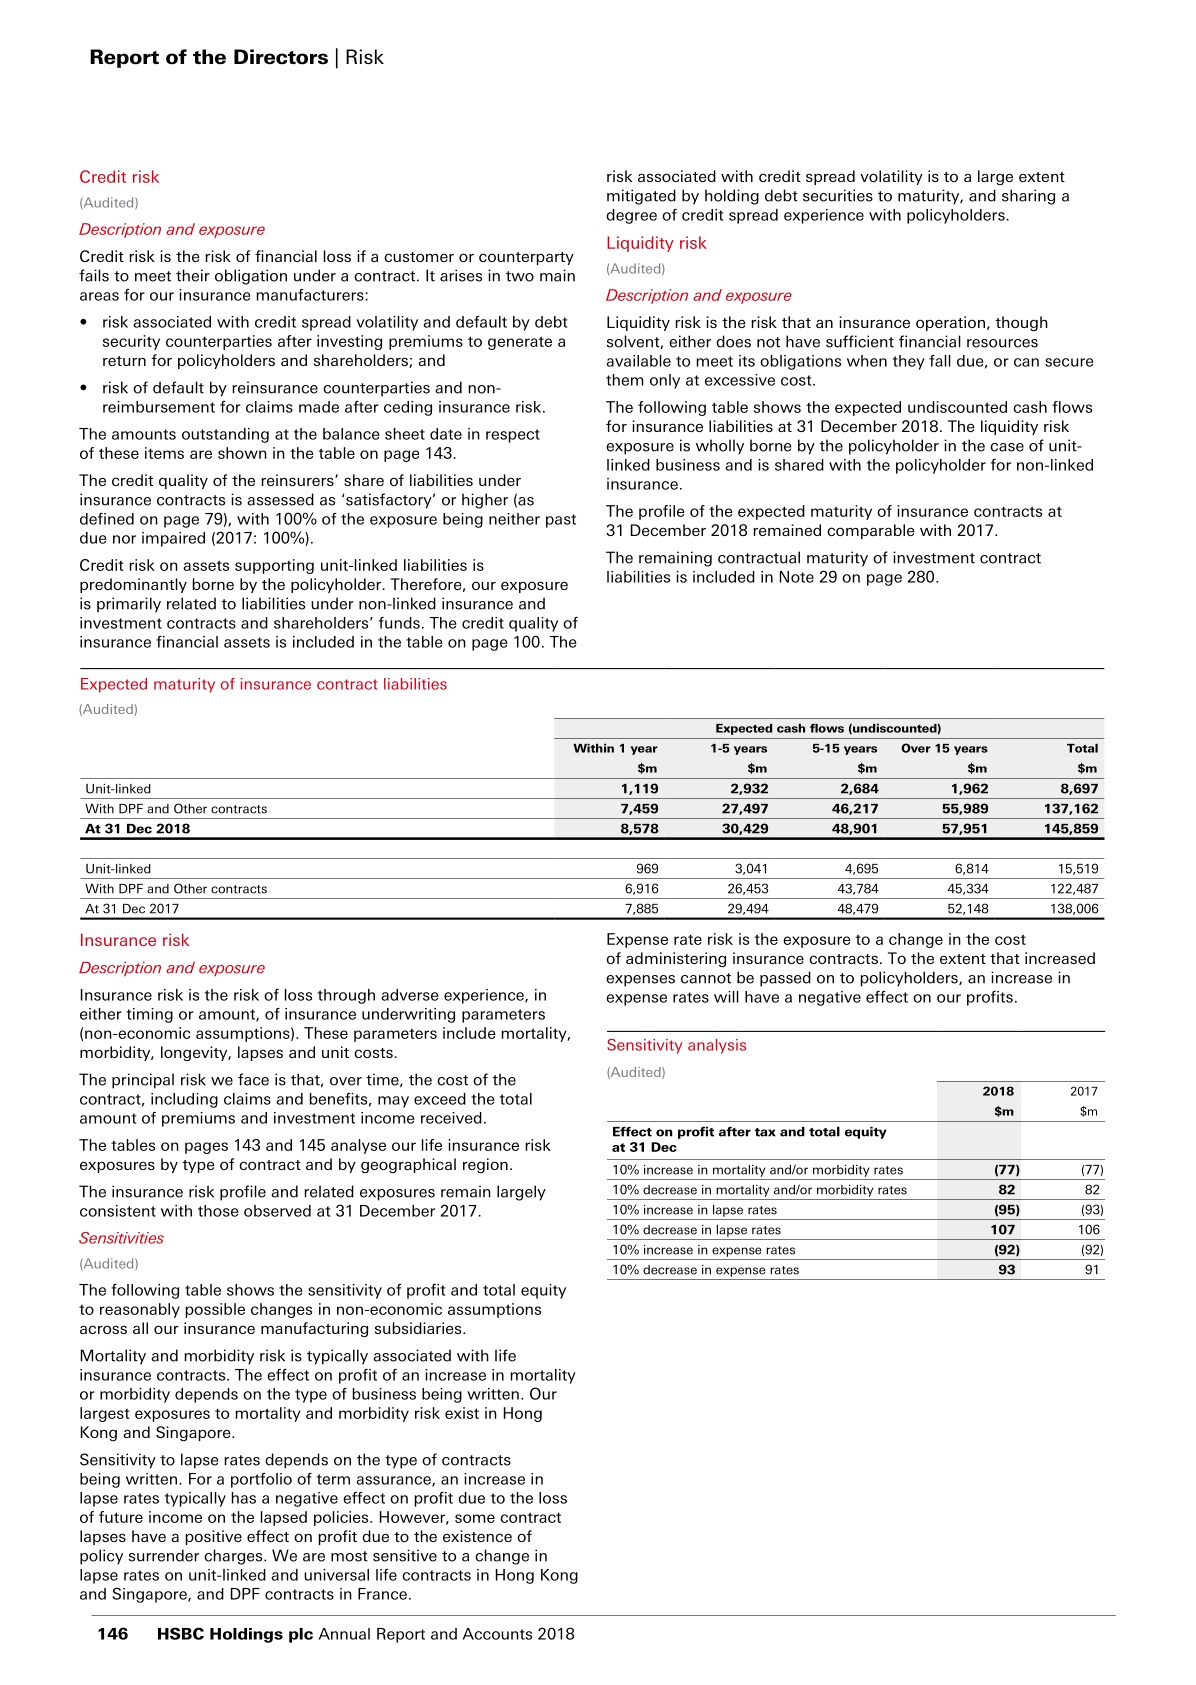 Report of the Directors | Risk
Credit risk
(Audited)
Description and exposure
Credit risk is the risk of financial loss if a customer or counterparty
fails to meet their obligation under a contract. It arises in two main
areas for our insurance manufacturers:
• risk associated with credit spread volatility and default by debt
security counterparties after investing premiums to generate a
return for policyholders and shareholders; and
• risk of default by reinsurance counterparties and non-
reimbursement for claims made after ceding insurance risk.
The amounts outstanding at the balance sheet date in respect
of these items are shown in the table on page 143.
The credit quality of the reinsurers’ share of liabilities under
insurance contracts is assessed as ‘satisfactory’ or higher (as
defined on page 79), with 100% of the exposure being neither past
due nor impaired (2017: 100%).
Credit risk on assets supporting unit-linked liabilities is
predominantly borne by the policyholder. Therefore, our exposure
is primarily related to liabilities under non-linked insurance and
investment contracts and shareholders’ funds. The credit quality of
insurance financial assets is included in the table on page 100. The
risk associated with credit spread volatility is to a large extent
mitigated by holding debt securities to maturity, and sharing a
degree of credit spread experience with policyholders.
Liquidity risk
(Audited)
Description and exposure
Liquidity risk is the risk that an insurance operation, though
solvent, either does not have sufficient financial resources
available to meet its obligations when they fall due, or can secure
them only at excessive cost.
The following table shows the expected undiscounted cash flows
for insurance liabilities at 31 December 2018. The liquidity risk
exposure is wholly borne by the policyholder in the case of unit-
linked business and is shared with the policyholder for non-linked
insurance.
The profile of the expected maturity of insurance contracts at
31 December 2018 remained comparable with 2017.
The remaining contractual maturity of investment contract
liabilities is included in Note 29 on page 280.
Expected maturity of insurance contract liabilities
(Audited)
Expected cash flows (undiscounted)
Within 1 year 1-5 years 5-15 years Over 15 years Total
$m $m $m $m $m
Unit-linked 1,119 2,932 2,684 1,962 8,697
With DPF and Other contracts 7,459 27,497 46,217 55,989 137,162
At 31 Dec 2018 8,578 30,429 48,901 57,951 145,859
Unit-linked 969 3,041 4,695 6,814 15,519
With DPF and Other contracts 6,916 26,453 43,784 45,334 122,487
At 31 Dec 2017 7,885 29,494 48,479 52,148 138,006
Insurance risk
Description and exposure
Insurance risk is the risk of loss through adverse experience, in
either timing or amount, of insurance underwriting parameters
(non-economic assumptions). These parameters include mortality,
morbidity, longevity, lapses and unit costs.
The principal risk we face is that, over time, the cost of the
contract, including claims and benefits, may exceed the total
amount of premiums and investment income received.
The tables on pages 143 and 145 analyse our life insurance risk
exposures by type of contract and by geographical region.
The insurance risk profile and related exposures remain largely
consistent with those observed at 31 December 2017.
Sensitivities
(Audited)
The following table shows the sensitivity of profit and total equity
to reasonably possible changes in non-economic assumptions
across all our insurance manufacturing subsidiaries.
Mortality and morbidity risk is typically associated with life
insurance contracts. The effect on profit of an increase in mortality
or morbidity depends on the type of business being written. Our
largest exposures to mortality and morbidity risk exist in Hong
Kong and Singapore.
Sensitivity to lapse rates depends on the type of contracts
being written. For a portfolio of term assurance, an increase in
lapse rates typically has a negative effect on profit due to the loss
of future income on the lapsed policies. However, some contract
lapses have a positive effect on profit due to the existence of
policy surrender charges. We are most sensitive to a change in
lapse rates on unit-linked and universal life contracts in Hong Kong
and Singapore, and DPF contracts in France.
Expense rate risk is the exposure to a change in the cost
of administering insurance contracts. To the extent that increased
expenses cannot be passed on to policyholders, an increase in
expense rates will have a negative effect on our profits.
Sensitivity analysis
(Audited)
2018 2017
$m $m
Effect on profit after tax and total equity
at 31 Dec
10% increase in mortality and/or morbidity rates (77) (77)
10% decrease in mortality and/or morbidity rates 82 82
10% increase in lapse rates (95) (93)
10% decrease in lapse rates 107 106
10% increase in expense rates (92) (92)
10% decrease in expense rates 93 91
146 HSBC Holdings plc Annual Report and Accounts 2018